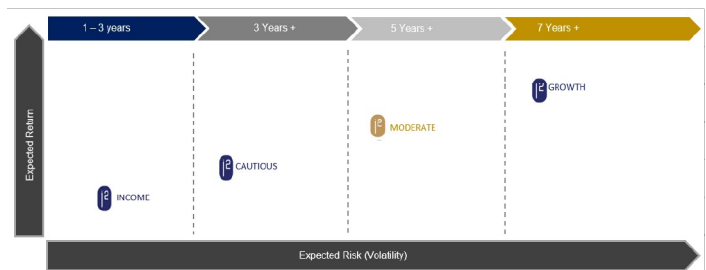 1 – 3 years
3 Years +
5 Years +
7 Years +
Expected Return
GROWTH
MODERATE
CAUTIOUS
INCOME
Expected Risk (Volatility)